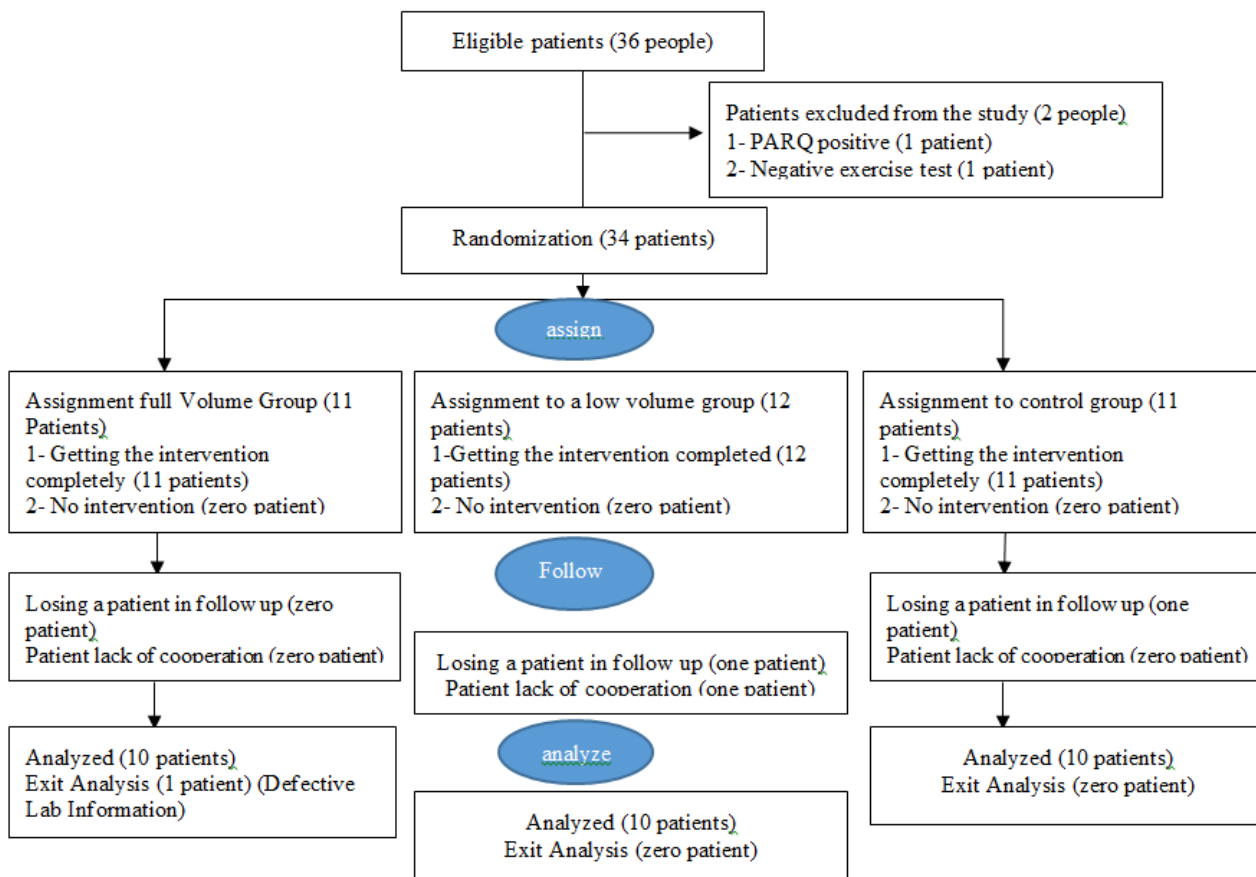 Eligible patients (36 people)
Patients excluded from the study (2 people)
1- PARQ positive (1 patient)
2- Negative exercise test (1 patient)
Randomization (34 patients)
assign
Assignment full Volume Group (11
Patients)
1- Getting the intervention
completely (11 patients)
2- No intervention (zero patient)
Assignment to a low volume group (12
patients)
1-Getting the intervention completed (12
patients)
2- No intervention (zero patient)
Assignment to control group (11
patients)
1- Getting the intervention
completely (11 patients)
2- No intervention (zero patient)
Follow
Losing a patient in follow up (zero
patient)
Patient lack of cooperation (zero patient)
Losing a patient in follow up (one patient)
Patient lack of cooperation (one patient)
Losing a patient in follow up (one
patient)
Patient lack of cooperation (zero patient)
analyze
Analyzed (10 patients)
Exit Analysis (1 patient) (Defective
Lab Information)
Analyzed (10 patients)
Exit Analysis (zero patient)
Analyzed (10 patients)
Exit Analysis (zero patient)